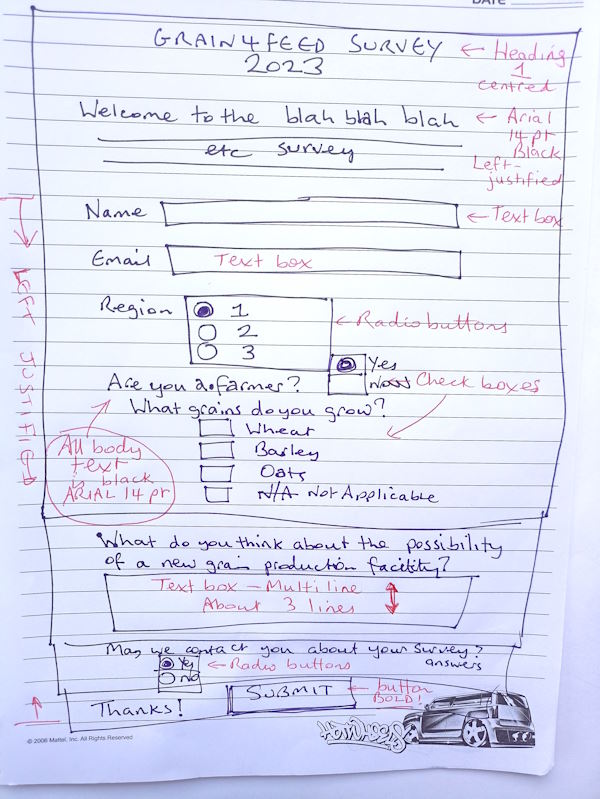 DATE
GRAIN4FEED SURVEY ← Heading
2023 1
centred
Welcome to the blah blah blah ← Arial
14 pt
etc survey Black
Left-
justified
Name ← Text box
Email Text box
Region 1
2 ← Radio buttons
3
Yes
Are you a farmer? No Check boxes
What grains do you grow?
Wheat
Barley
Oats
N/A Not Applicable
LEFT JUSTIFIED
All body
text
is black
ARIAL 14 pt
What do you think about the possibility
of a new grain production facility?
Text box – Multi line
About 3 lines
May we contact you about your survey?
answers
Yes ← Radio buttons
No
SUBMIT ← button
BOLD!
Thanks!
© 2006 Mattel, Inc. All Rights Reserved